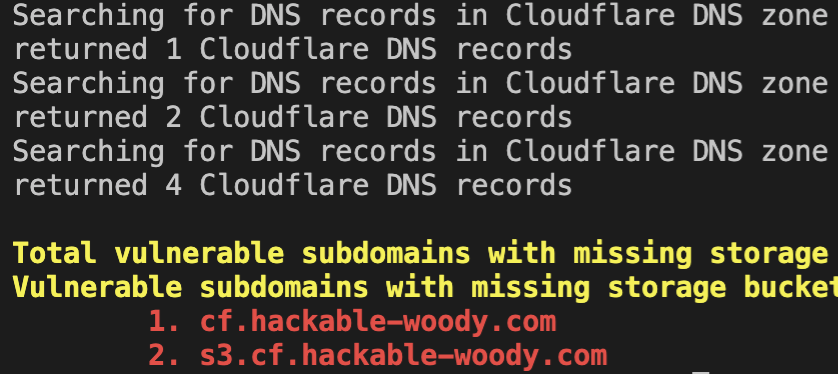 Searching for DNS records in Cloudflare DNS zone
returned 1 Cloudflare DNS records
Searching for DNS records in Cloudflare DNS zone
returned 2 Cloudflare DNS records
Searching for DNS records in Cloudflare DNS zone
returned 4 Cloudflare DNS records
Total vulnerable subdomains with missing storage
Vulnerable subdomains with missing storage bucket
1. cf.hackable-woody.com
2. s3.cf.hackable-woody.com